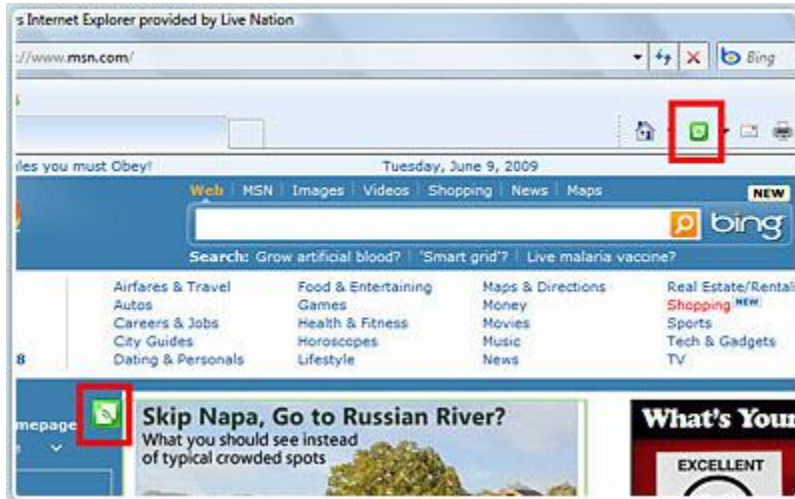 s Internet Explorer provided by Live Nation
://www.msn.com/
Bing
ules you must Obey!
Tuesday, June 9, 2009
Web MSN Images Videos Shopping News Maps
NEW
bing
Search: Grow artificial blood? 'Smart grid'? Live malaria vaccine?
Airfares & Travel Food & Entertaining Maps & Directions Real Estate/Rentals
Autos Games Money Shopping NEW
Careers & Jobs Health & Fitness Movies Sports
City Guides Horoscopes Music Tech & Gadgets
8 Dating & Personals Lifestyle News TV
omepage
Skip Napa, Go to Russian River?
What you should see instead
of typical crowded spots
What's Your
EXCELLENT